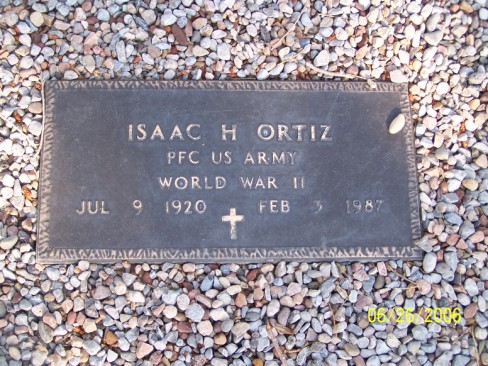 ISAAC H ORTIZ
PFC US ARMY
WORLD WAR II
JUL 9 1920 FEB 3 1987
06/26/2006